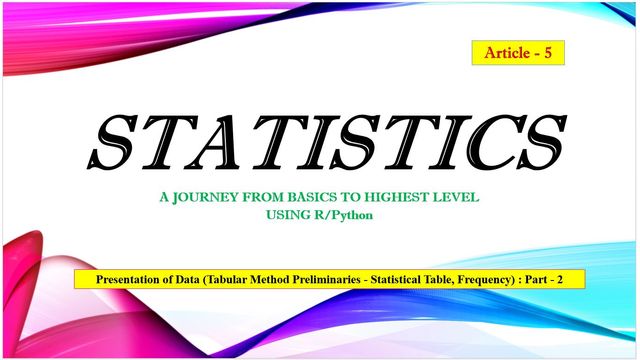 Article - 5
STATISTICS
A JOURNEY FROM BASICS TO HIGHEST LEVEL
USING R/Python
Presentation of Data (Tabular Method Preliminaries - Statistical Table, Frequency) : Part - 2